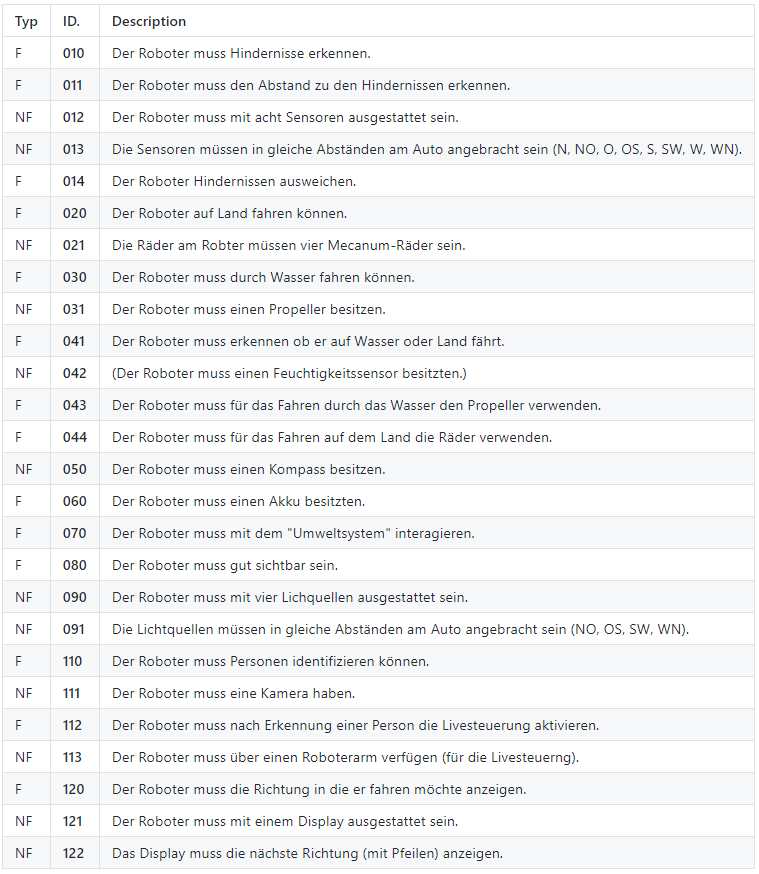 Typ ID. Description
F 010 Der Roboter muss Hindernisse erkennen.
F 011 Der Roboter muss den Abstand zu den Hindernissen erkennen.
NF 012 Der Roboter muss mit acht Sensoren ausgestattet sein.
NF 013 Die Sensoren müssen in gleiche Abständen am Auto angebracht sein (N, NO, O, OS, S, SW, W, WN).
F 014 Der Roboter Hindernissen ausweichen.
F 020 Der Roboter auf Land fahren können.
NF 021 Die Räder am Robter müssen vier Mecanum-Räder sein.
F 030 Der Roboter muss durch Wasser fahren können.
NF 031 Der Roboter muss einen Propeller besitzen.
F 041 Der Roboter muss erkennen ob er auf Wasser oder Land fährt.
NF 042 (Der Roboter muss einen Feuchtigkeitssensor besitzten.)
F 043 Der Roboter muss für das Fahren durch das Wasser den Propeller verwenden.
F 044 Der Roboter muss für das Fahren auf dem Land die Räder verwenden.
NF 050 Der Roboter muss einen Kompass besitzen.
F 060 Der Roboter muss einen Akku besitzten.
F 070 Der Roboter muss mit dem "Umweltsystem" interagieren.
F 080 Der Roboter muss gut sichtbar sein.
NF 090 Der Roboter muss mit vier Lichquellen ausgestattet sein.
NF 091 Die Lichtquellen müssen in gleiche Abständen am Auto angebracht sein (NO, OS, SW, WN).
F 110 Der Roboter muss Personen identifizieren können.
NF 111 Der Roboter muss eine Kamera haben.
F 112 Der Roboter muss nach Erkennung einer Person die Livesteuerung aktivieren.
NF 113 Der Roboter muss über einen Roboterarm verfügen (für die Livesteuerng).
F 120 Der Roboter muss die Richtung in die er fahren möchte anzeigen.
NF 121 Der Roboter muss mit einem Display ausgestattet sein.
NF 122 Das Display muss die nächste Richtung (mit Pfeilen) anzeigen.